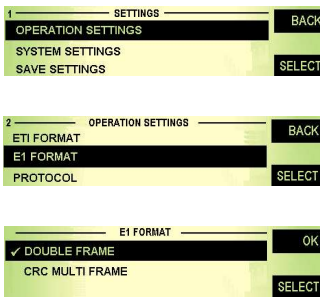 1 SETTINGS BACK
OPERATION SETTINGS
SYSTEM SETTINGS
SAVE SETTINGS SELECT
2 OPERATION SETTINGS BACK
ETI FORMAT
E1 FORMAT
PROTOCOL SELECT
E1 FORMAT OK
✓ DOUBLE FRAME
CRC MULTI FRAME
SELECT